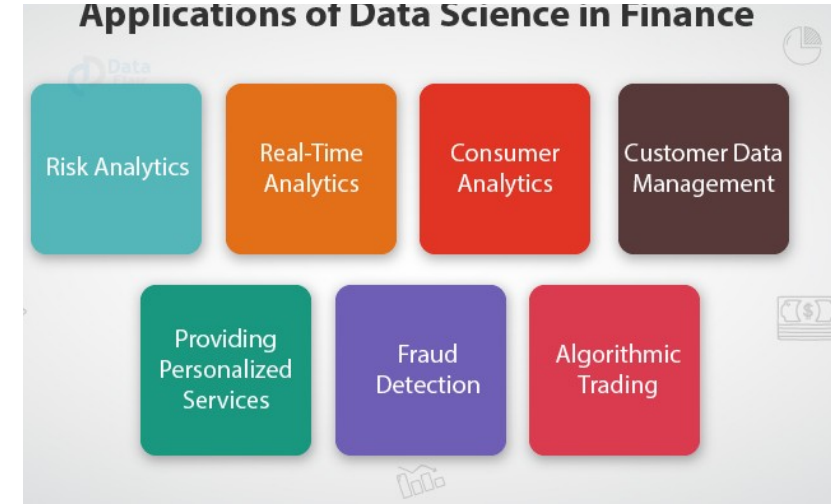 Applications of Data Science in Finance
Data
Risk Analytics
Real-Time
Analytics
Consumer
Analytics
Customer Data
Management
Providing
Personalized
Services
Fraud
Detection
Algorithmic
Trading